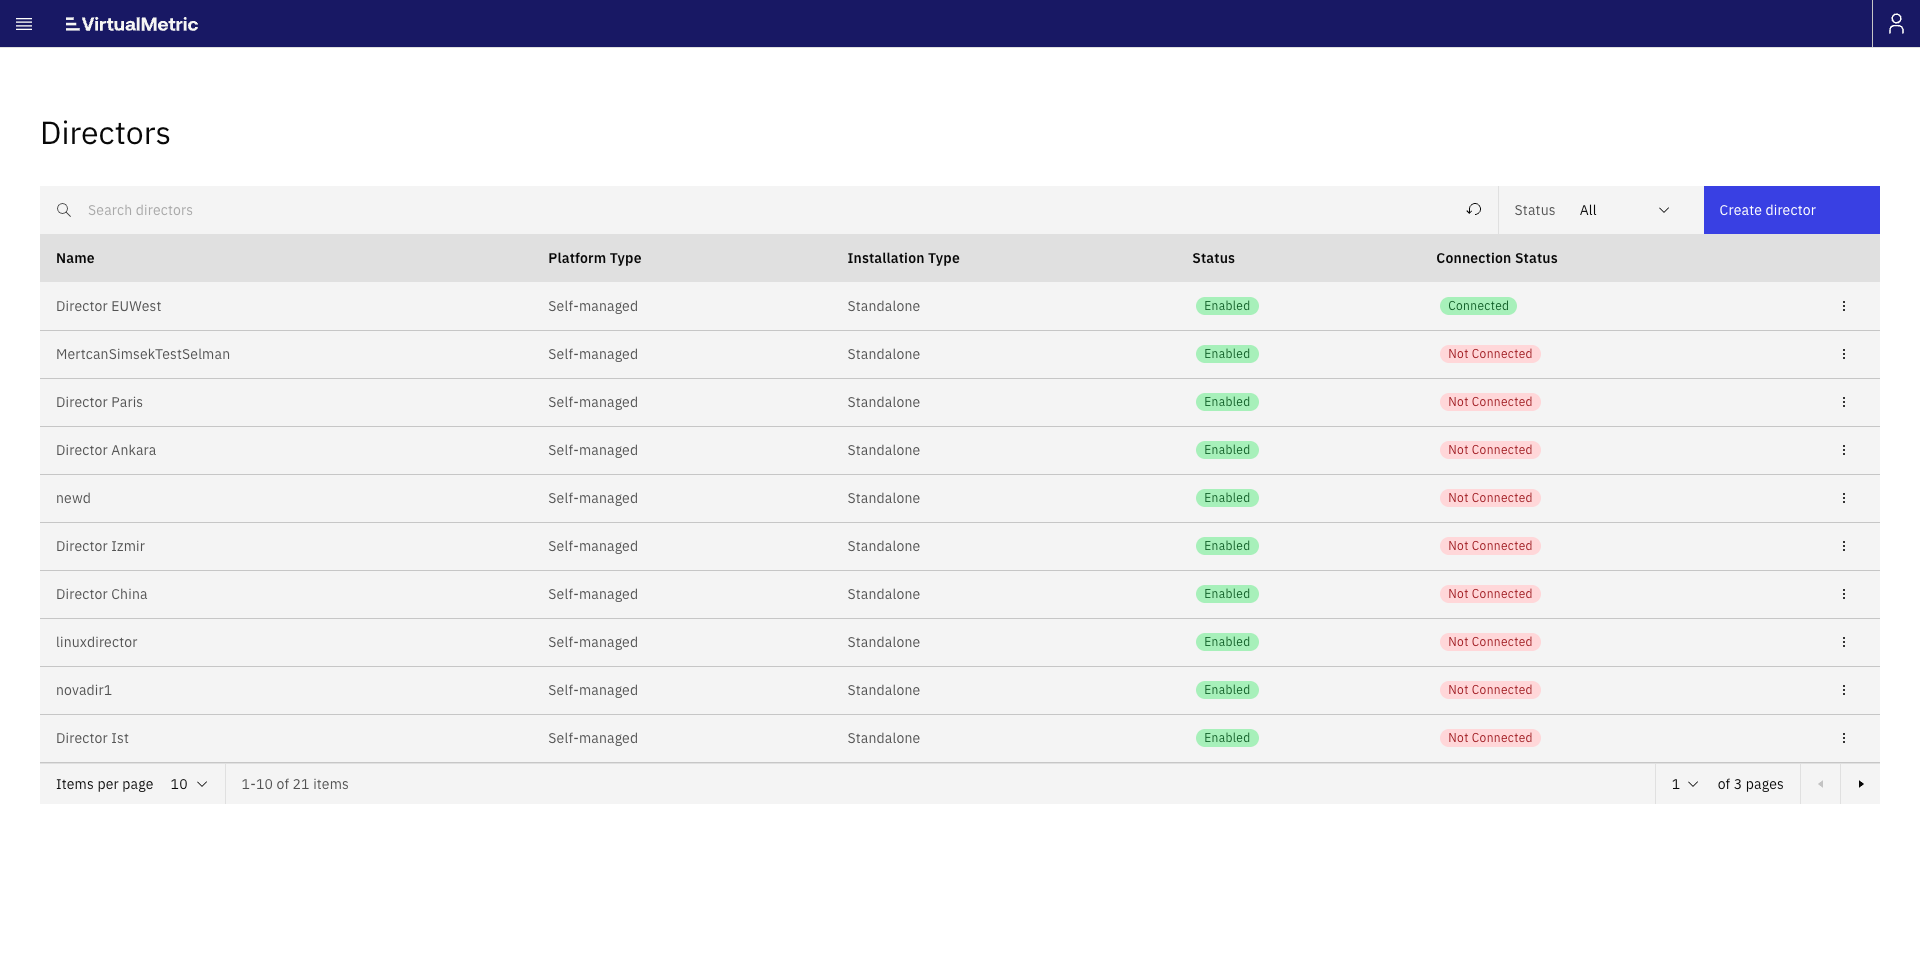 VirtualMetric
Directors
Search directors
Status All
Create director
Name Platform Type Installation Type Status Connection Status
Director EUWest Self-managed Standalone Enabled Connected
MertcanSimsekTestSelman Self-managed Standalone Enabled Not Connected
Director Paris Self-managed Standalone Enabled Not Connected
Director Ankara Self-managed Standalone Enabled Not Connected
newd Self-managed Standalone Enabled Not Connected
Director Izmir Self-managed Standalone Enabled Not Connected
Director China Self-managed Standalone Enabled Not Connected
linuxdirector Self-managed Standalone Enabled Not Connected
novadir1 Self-managed Standalone Enabled Not Connected
Director Ist Self-managed Standalone Enabled Not Connected
Items per page 10 1-10 of 21 items 1 of 3 pages